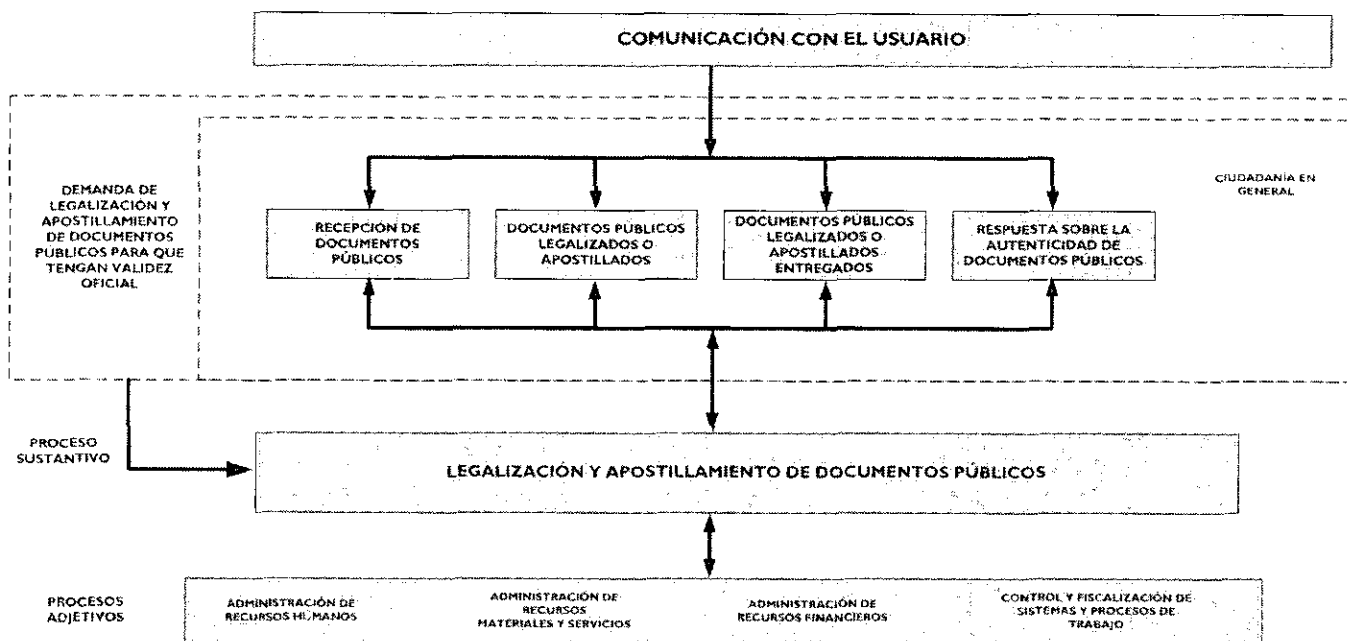 COMUNICACIÓN CON EL USUARIO
DEMANDA DE
LEGALIZACIÓN Y
APOSTILLAMIENTO
DE DOCUMENTOS
PÚBLICOS PARA QUE
TENGAN VALIDEZ
OFICIAL
CIUDADANÍA EN
GENERAL
RECEPCIÓN DE
DOCUMENTOS
PÚBLICOS
DOCUMENTOS PÚBLICOS
LEGALIZADOS O
APOSTILLADOS
DOCUMENTOS PÚBLICOS
LEGALIZADOS O
APOSTILLADOS
ENTREGADOS
RESPUESTA SOBRE LA
AUTENTICIDAD DE
DOCUMENTOS PÚBLICOS
PROCESO
SUSTANTIVO
LEGALIZACIÓN Y APOSTILLAMIENTO DE DOCUMENTOS PÚBLICOS
PROCESOS
ADJETIVOS
ADMINISTRACIÓN DE
RECURSOS HUMANOS
ADMINISTRACIÓN DE
RECURSOS
MATERIALES Y SERVICIOS
ADMINISTRACIÓN DE
RECURSOS FINANCIEROS
CONTROL Y FISCALIZACIÓN DE
SISTEMAS Y PROCESOS DE
TRABAJO